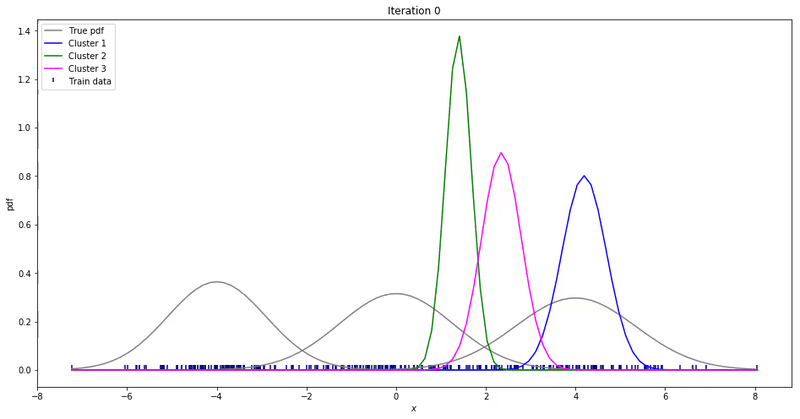 Iteration 0
True pdf
Cluster 1
Cluster 2
Cluster 3
Train data
pdf
1.4
1.2
1.0
0.8
0.6
0.4
0.2
0.0
−8
−6
−4
−2
0
2
4
6
8
x